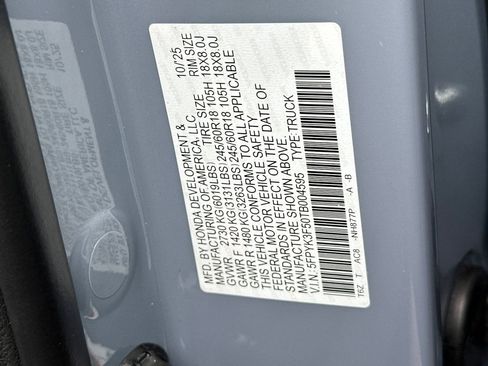 MFD. BY HONDA DEVELOPMENT & 10/25
MANUFACTURING OF AMERICA, LLC
GVWR 2730 KG(6019LBS) TIRE SIZE RIM SIZE
GAWR F 1420 KG(3131LBS) 245/60R18 105H 18X8.0J
GAWR R 1480 KG(3263LBS) 245/60R18 105H 18X8.0J
THIS VEHICLE CONFORMS TO ALL APPLICABLE
FEDERAL MOTOR VEHICLE SAFETY
STANDARDS IN EFFECT ON THE DATE OF
MANUFACTURE SHOWN ABOVE.
V.I.N.: 5FPYK3F50TB004595 TYPE:TRUCK
T6Z T AC8 -NH877P- -A -B